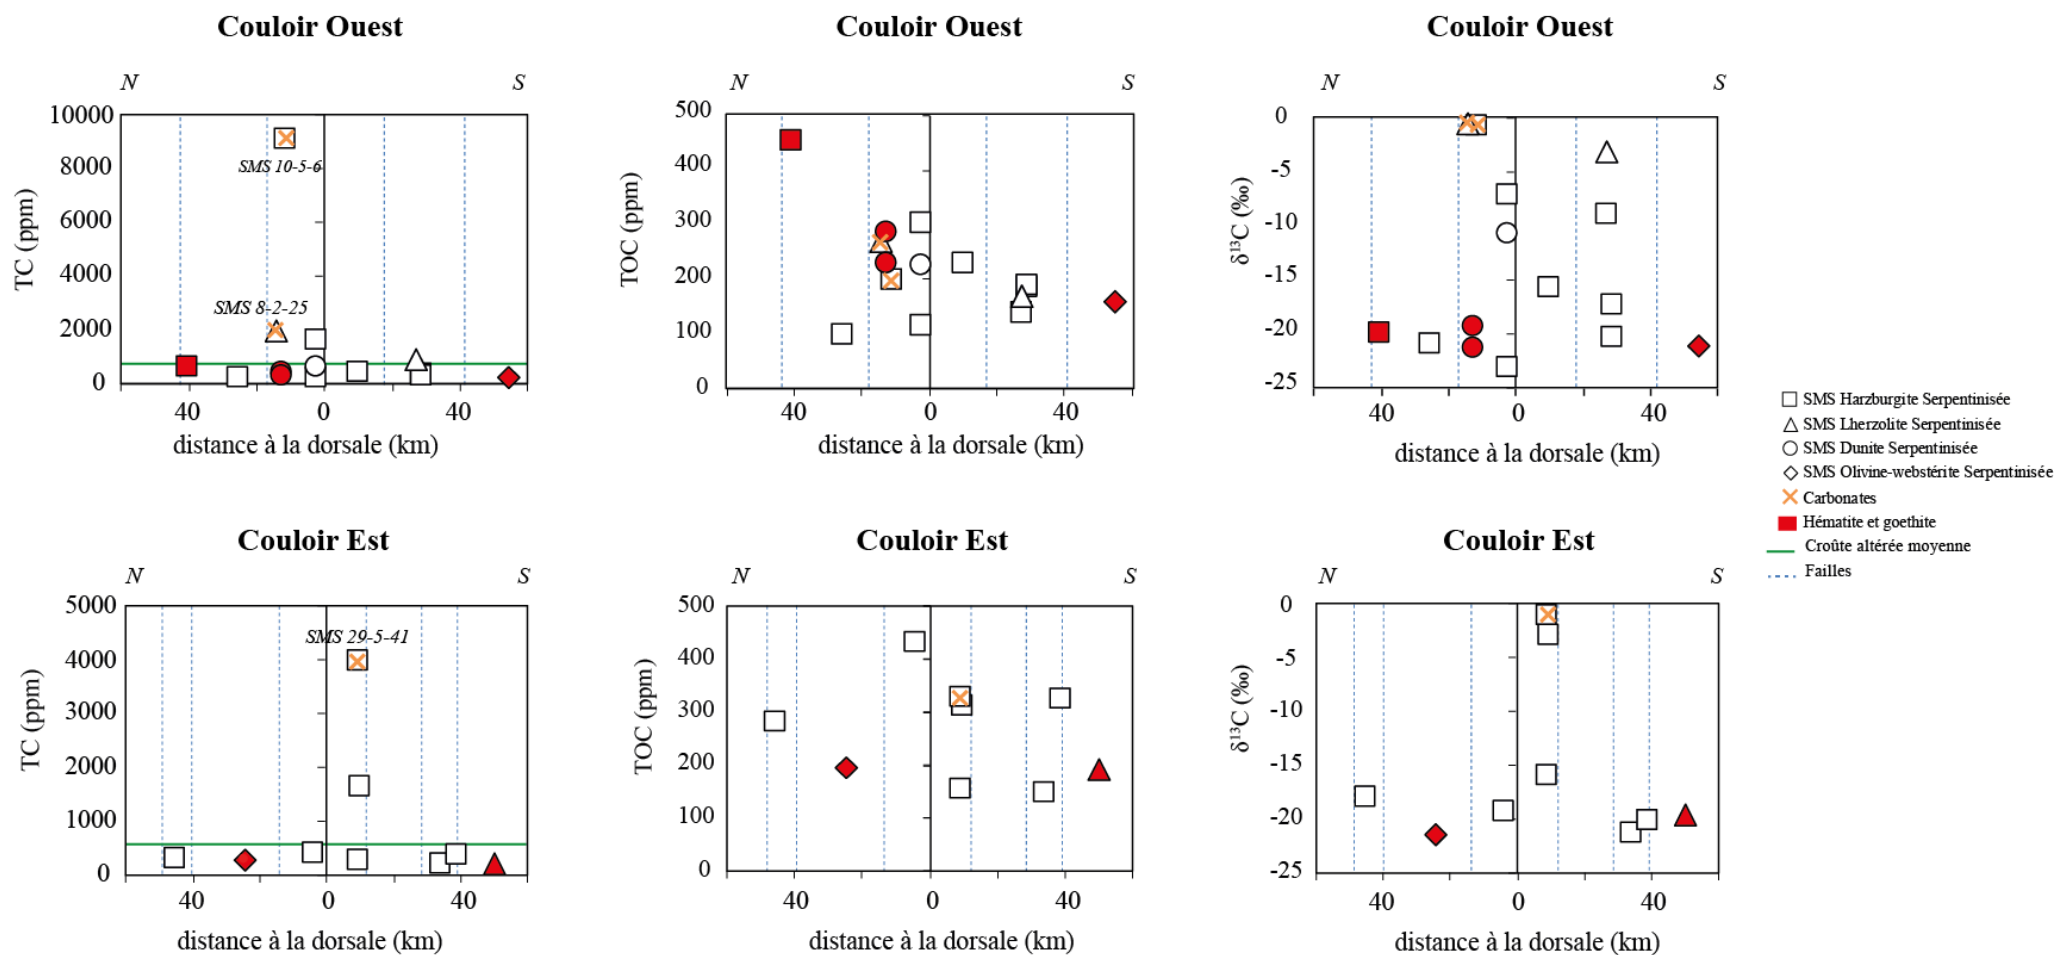 Couloir Ouest
N S
TC (ppm)
10000
8000
6000
4000
2000
0
SMS 10-5-6
SMS 8-2-25
40 0 40
distance à la dorsale (km)
Couloir Ouest
N S
TOC (ppm)
500
400
300
200
100
0
40 0 40
distance à la dorsale (km)
Couloir Ouest
N S
δ¹³C (‰)
0
-5
-10
-15
-20
-25
40 0 40
distance à la dorsale (km)
SMS Harzburgite Serpentinisée
SMS Lherzolite Serpentinisée
SMS Dunite Serpentinisée
SMS Olivine-webstérite Serpentinisée
Carbonates
Hématite et goethite
Croûte altérée moyenne
Failles
Couloir Est
N S
TC (ppm)
5000
4000
3000
2000
1000
0
SMS 29-5-41
40 0 40
distance à la dorsale (km)
Couloir Est
N S
TOC (ppm)
500
400
300
200
100
0
40 0 40
distance à la dorsale (km)
Couloir Est
N S
δ¹³C (‰)
0
-5
-10
-15
-20
-25
40 0 40
distance à la dorsale (km)